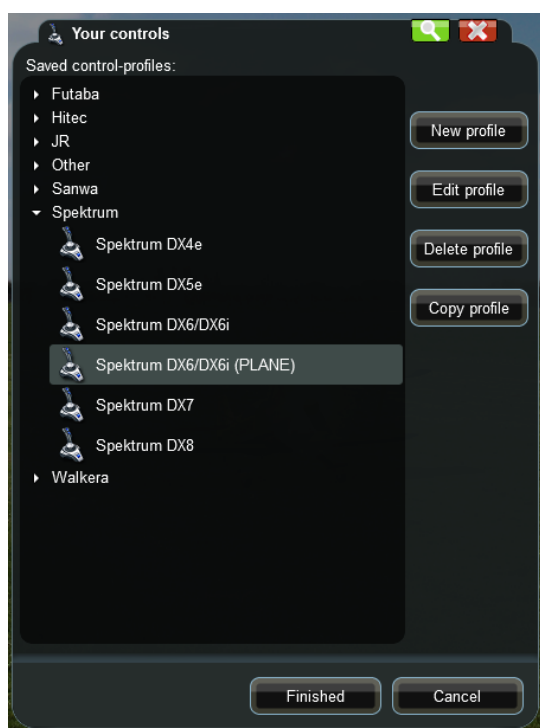 Your controls
Saved control-profiles:
Futaba
Hitec
JR
Other
Sanwa
Spektrum
Spektrum DX4e
Spektrum DX5e
Spektrum DX6/DX6i
Spektrum DX6/DX6i (PLANE)
Spektrum DX7
Spektrum DX8
Walkera
New profile
Edit profile
Delete profile
Copy profile
Finished
Cancel